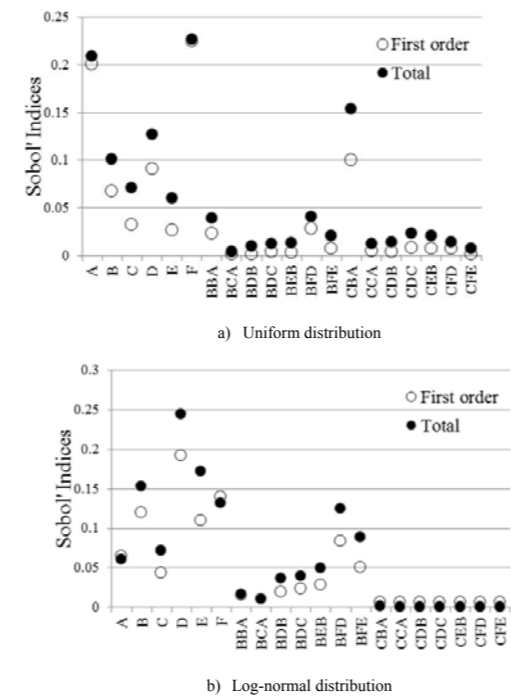 0.25
0.2
0.15
0.1
0.05
0
Sobol' Indices
First order
Total
A B C D E F BBA BCA BDB BDC BEB BFD BFE CBA CCA CDB CDC CEB CFD CFE
a) Uniform distribution
0.3
0.25
0.2
0.15
0.1
0.05
0
Sobol' Indices
First order
Total
A B C D E F BBA BCA BDB BDC BEB BFD BFE CBA CCA CDB CDC CEB CFD CFE
b) Log-normal distribution